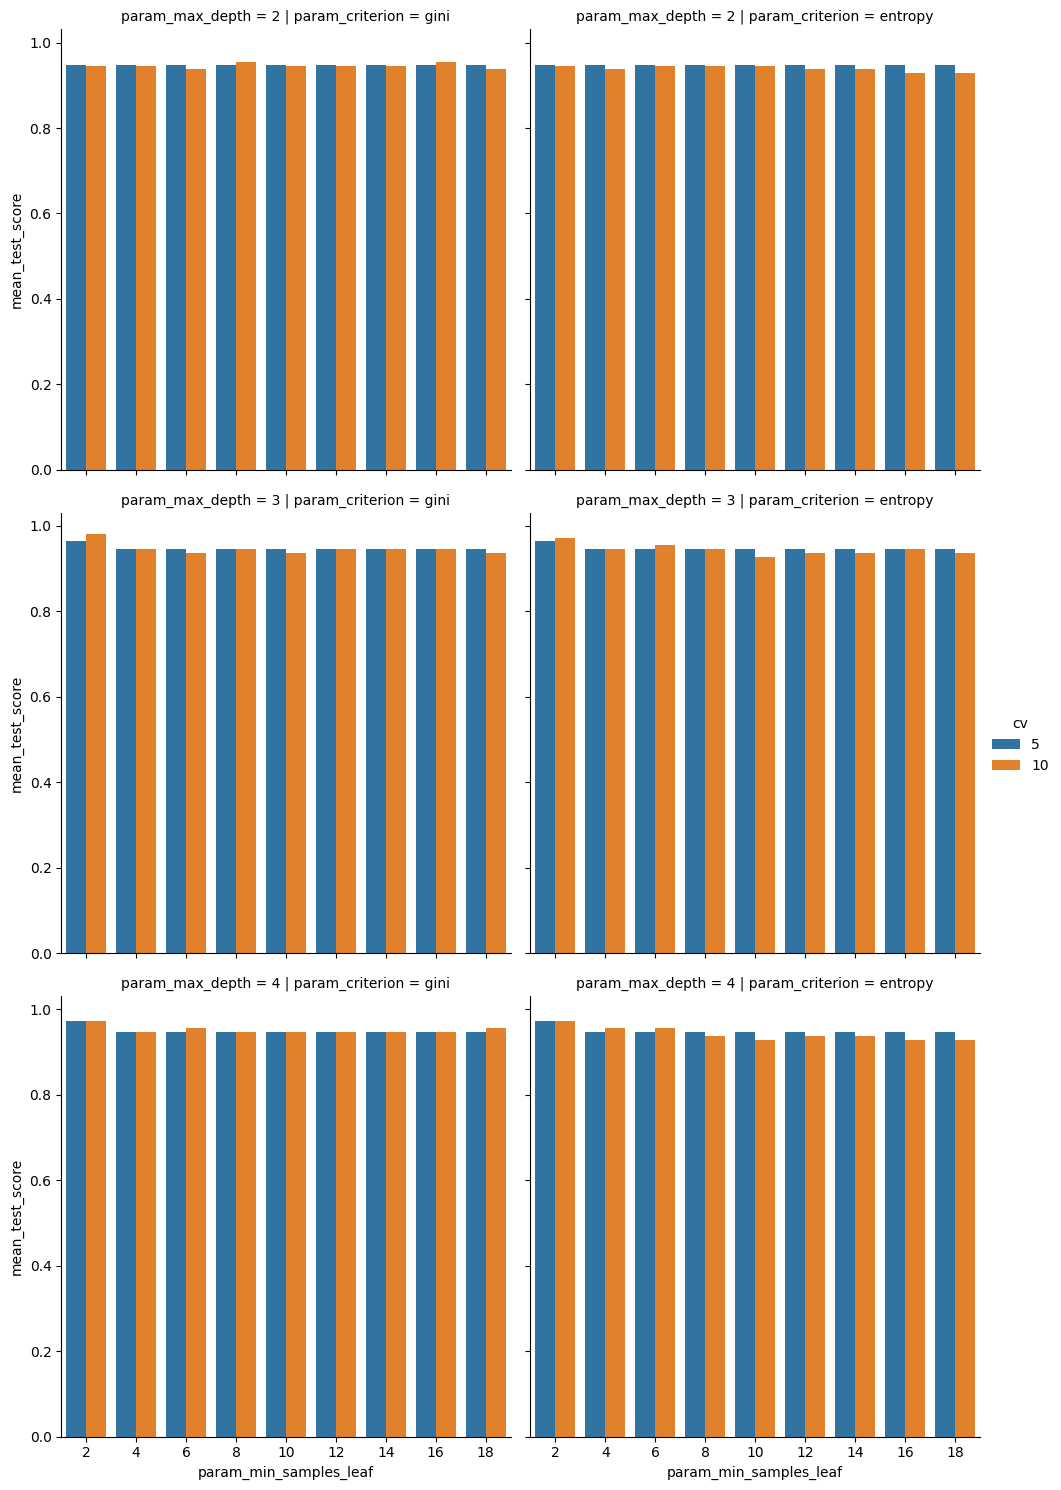 param_max_depth = 2 | param_criterion = gini
param_max_depth = 2 | param_criterion = entropy
1.0
0.8
0.6
0.4
0.2
0.0
mean_test_score
2 4 6 8 10 12 14 16 18
2 4 6 8 10 12 14 16 18
param_max_depth = 3 | param_criterion = gini
param_max_depth = 3 | param_criterion = entropy
1.0
0.8
0.6
0.4
0.2
0.0
mean_test_score
cv
5
10
param_max_depth = 4 | param_criterion = gini
param_max_depth = 4 | param_criterion = entropy
1.0
0.8
0.6
0.4
0.2
0.0
mean_test_score
param_min_samples_leaf
param_min_samples_leaf